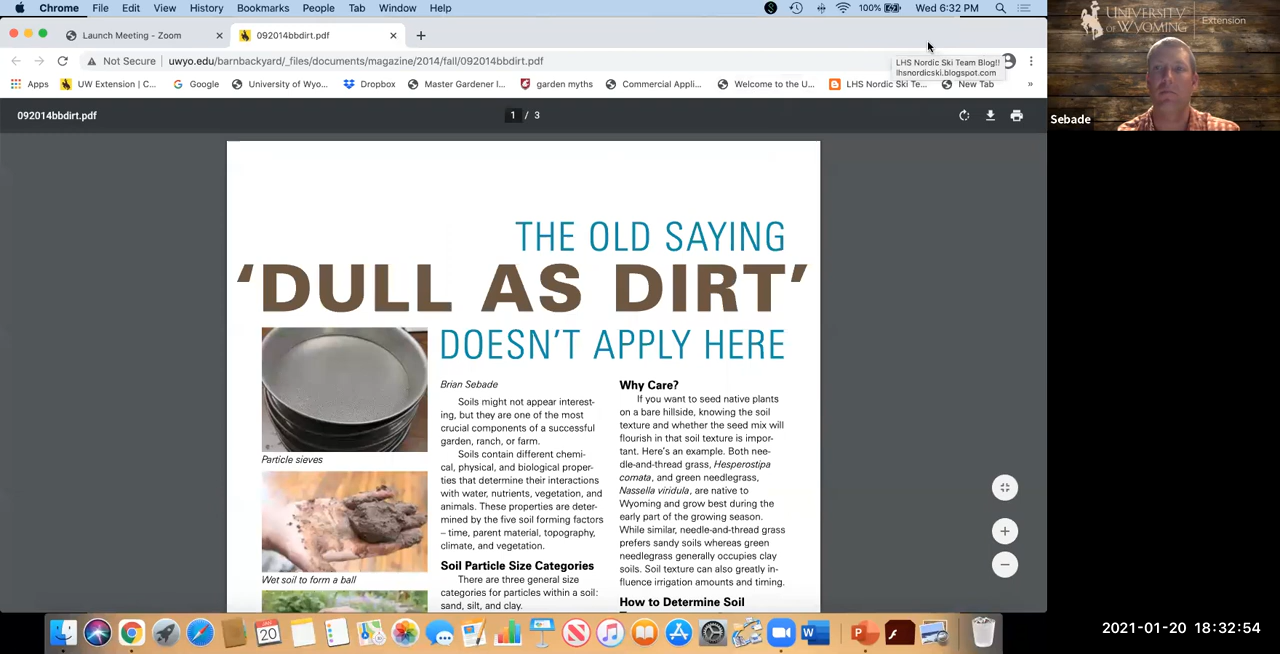 Chrome File Edit View History Bookmarks People Tab Window Help
100% Wed 6:32 PM
UNIVERSITY OF WYOMING Extension
Launch Meeting - Zoom
092014bbdirt.pdf
Not Secure uwyo.edu/barnbackyard/_files/documents/magazine/2014/fall/092014bbdirt.pdf
LHS Nordic Ski Team Blog!!
lhsnordicski.blogspot.com
Apps UW Extension | C... Google University of Wyo... Dropbox Master Gardener I... garden myths Commercial Appli... Welcome to the U... LHS Nordic Ski Te... New Tab »
092014bbdirt.pdf
1 / 3
Sebade
THE OLD SAYING
‘DULL AS DIRT’
DOESN’T APPLY HERE
Particle sieves
Wet soil to form a ball
Brian Sebade
Soils might not appear interest-
ing, but they are one of the most
crucial components of a successful
garden, ranch, or farm.
Soils contain different chemi-
cal, physical, and biological proper-
ties that determine their interactions
with water, nutrients, vegetation, and
animals. These properties are deter-
mined by the five soil forming factors
– time, parent material, topography,
climate, and vegetation.
Soil Particle Size Categories
There are three general size
categories for particles within a soil:
sand, silt, and clay.
Why Care?
If you want to seed native plants
on a bare hillside, knowing the soil
texture and whether the seed mix will
flourish in that soil texture is impor-
tant. Here’s an example. Both nee-
dle-and-thread grass, Hesperostipa
comata, and green needlegrass,
Nassella viridula, are native to
Wyoming and grow best during the
early part of the growing season.
While similar, needle-and-thread grass
prefers sandy soils whereas green
needlegrass generally occupies clay
soils. Soil texture can also greatly in-
fluence irrigation amounts and timing.
How to Determine Soil
JAN
20
2021-01-20 18:32:54